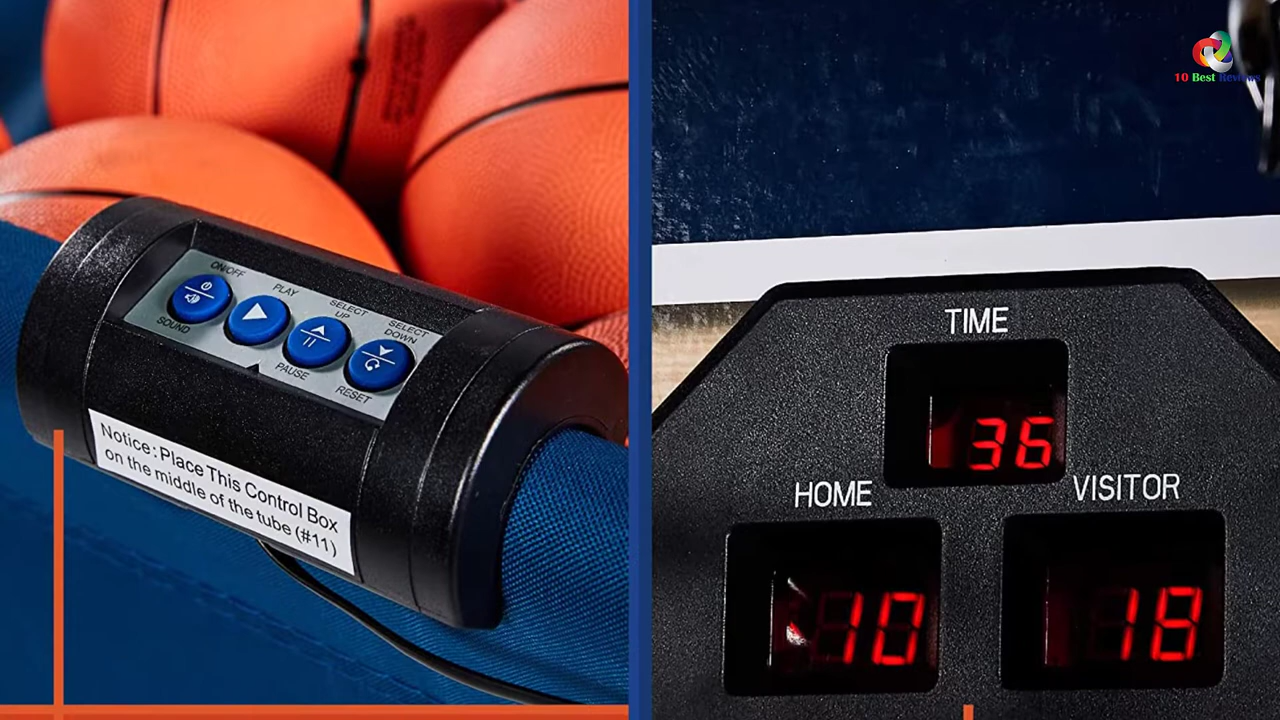 ON/OFF
PLAY
SELECT
UP
SELECT
DOWN
SOUND
PAUSE
RESET
Notice: Place This Control Box
on the middle of the tube (#11)
10 Best Reviews
TIME
36
HOME
VISITOR
10
18